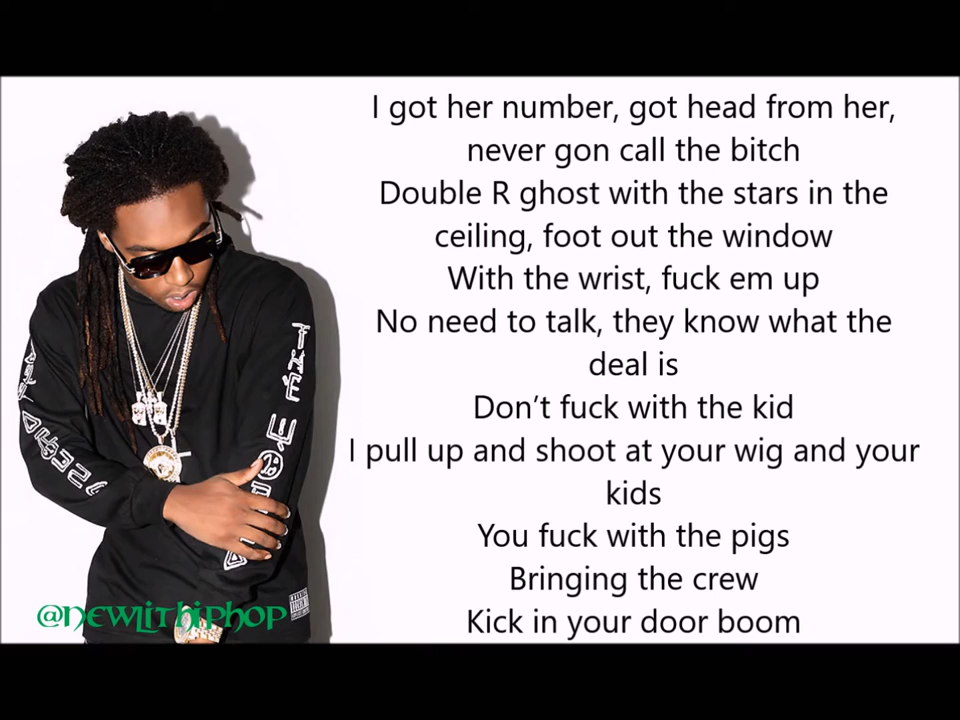 I got her number, got head from her,
never gon call the bitch
Double R ghost with the stars in the
ceiling, foot out the window
With the wrist, fuck em up
No need to talk, they know what the
deal is
Don’t fuck with the kid
I pull up and shoot at your wig and your
kids
You fuck with the pigs
Bringing the crew
Kick in your door boom
@NEWLITHIPHOP
THE